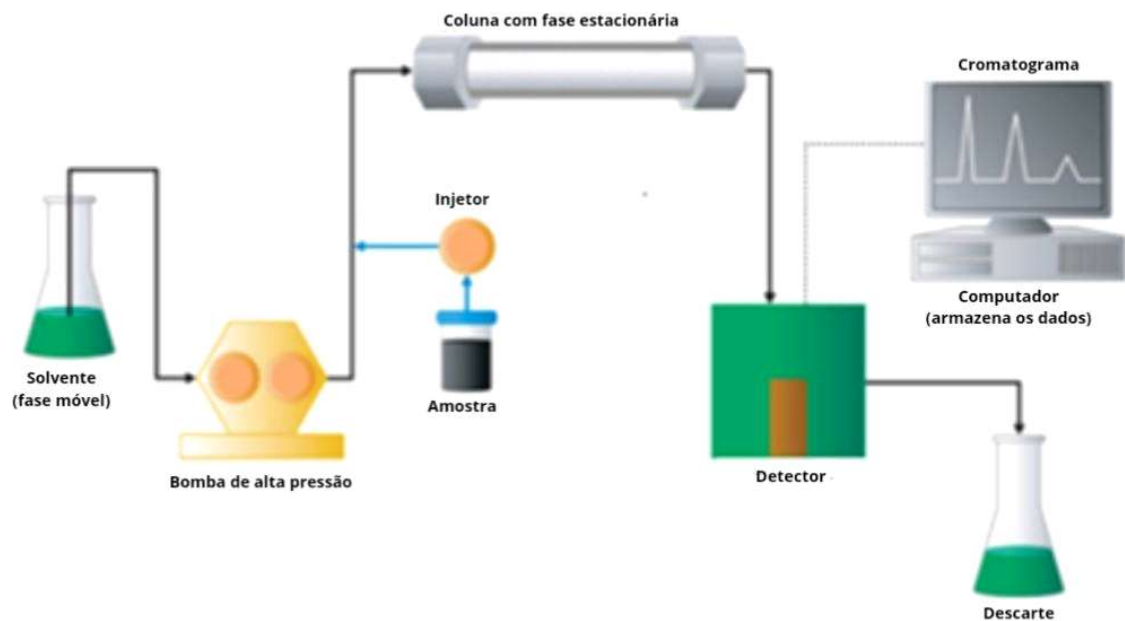 Coluna com fase estacionária
Cromatograma
Injetor
Solvente
(fase móvel)
Amostra
Computador
(armazena os dados)
Bomba de alta pressão
Detector
Descarte